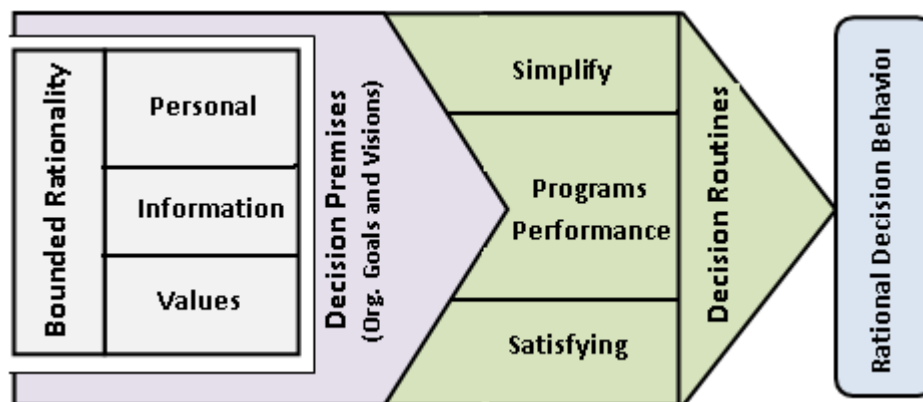 Bounded Rationality
Personal
Information
Values
Decision Premises
(Org. Goals and Visions)
Simplify
Programs
Performance
Satisfying
Decision Routines
Rational Decision Behavior